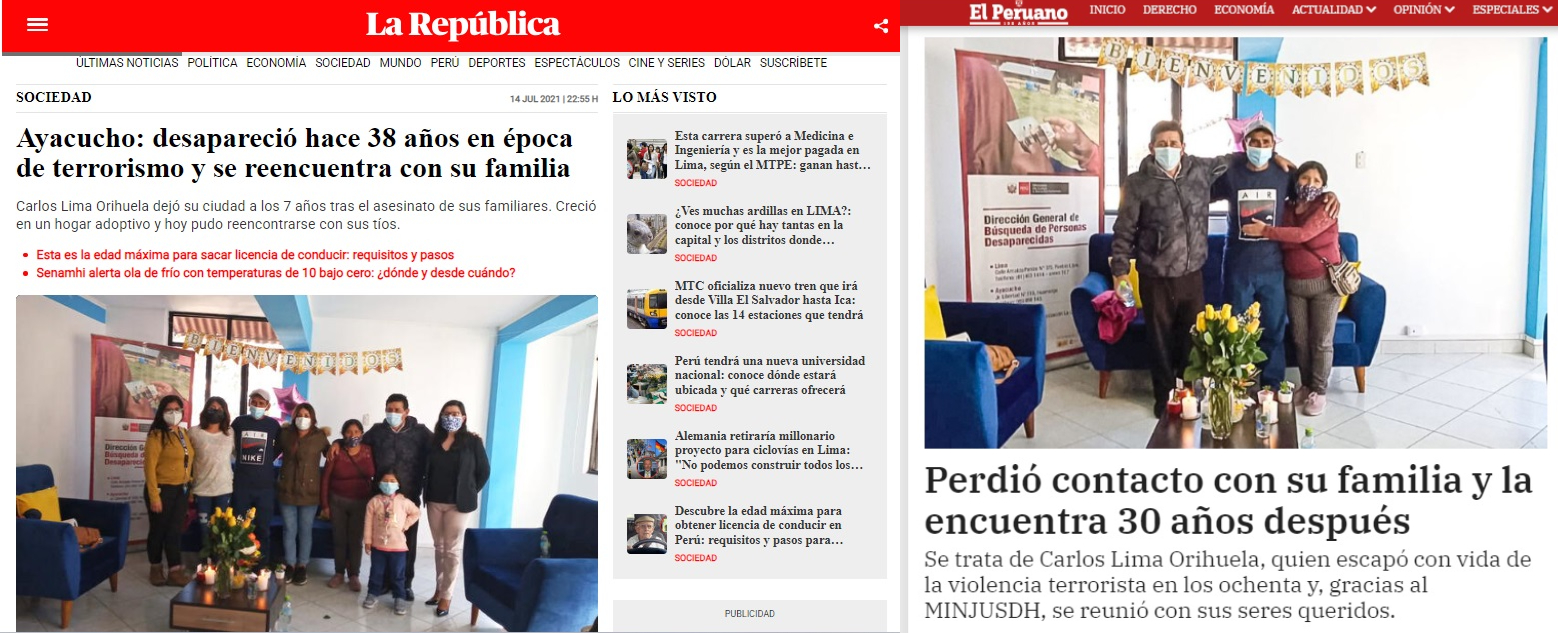 La República
ÚLTIMAS NOTICIAS POLÍTICA ECONOMÍA SOCIEDAD MUNDO PERÚ DEPORTES ESPECTÁCULOS CINE Y SERIES DÓLAR SUSCRÍBETE
SOCIEDAD
14 JUL 2021 | 22:55 H
Ayacucho: desapareció hace 38 años en época
de terrorismo y se reencuentra con su familia
Carlos Lima Orihuela dejó su ciudad a los 7 años tras el asesinato de sus familiares. Creció
en un hogar adoptivo y hoy pudo reencontrarse con sus tíos.
Esta es la edad máxima para sacar licencia de conducir: requisitos y pasos
Senamhi alerta ola de frío con temperaturas de 10 bajo cero: ¿dónde y desde cuándo?
BIENVENIDOS
Dirección General
Búsqueda de
Desaparecidas
AIR
NIKE
LO MÁS VISTO
Esta carrera superó a Medicina e
Ingeniería y es la mejor pagada en
Lima, según el MTPE: ganan hast…
SOCIEDAD
¿Ves muchas ardillas en LIMA?:
conoce por qué hay tantas en la
capital y los distritos donde…
SOCIEDAD
MTC oficializa nuevo tren que irá
desde Villa El Salvador hasta Ica:
conoce las 14 estaciones que tendrá
SOCIEDAD
Perú tendrá una nueva universidad
nacional: conoce dónde estará
ubicada y qué carreras ofrecerá
SOCIEDAD
Alemania retiraría millonario
proyecto para ciclovías en Lima:
"No podemos construir todos los…
SOCIEDAD
Descubre la edad máxima para
obtener licencia de conducir en
Perú: requisitos y pasos para…
SOCIEDAD
PUBLICIDAD
El Peruano
INICIO DERECHO ECONOMÍA ACTUALIDAD OPINIÓN ESPECIALES
BIENVENIDOS
Dirección General de
Búsqueda de Personas
Desaparecidas
Lima
Ayacucho
AIR
Perdió contacto con su familia y la
encuentra 30 años después
Se trata de Carlos Lima Orihuela, quien escapó con vida de
la violencia terrorista en los ochenta y, gracias al
MINJUSDH, se reunió con sus seres queridos.